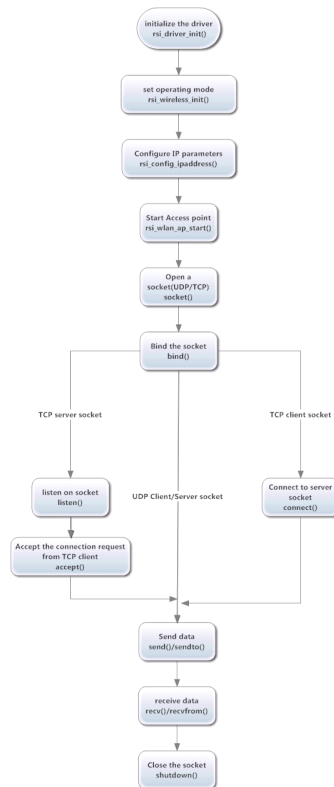 initialize the driver
rsi_driver_init()
set operating mode
rsi_wireless_init()
Configure IP parameters
rsi_config_ipaddress()
Start Access point
rsi_wlan_ap_start()
Open a
socket(UDP/TCP)
socket()
Bind the socket
bind()
TCP server socket
TCP client socket
listen on socket
listen()
UDP Client/Server socket
Connect to server
socket
connect()
Accept the connection request
from TCP client
accept()
Send data
send()/sendto()
receive data
recv()/recvfrom()
Close the socket
shutdown()